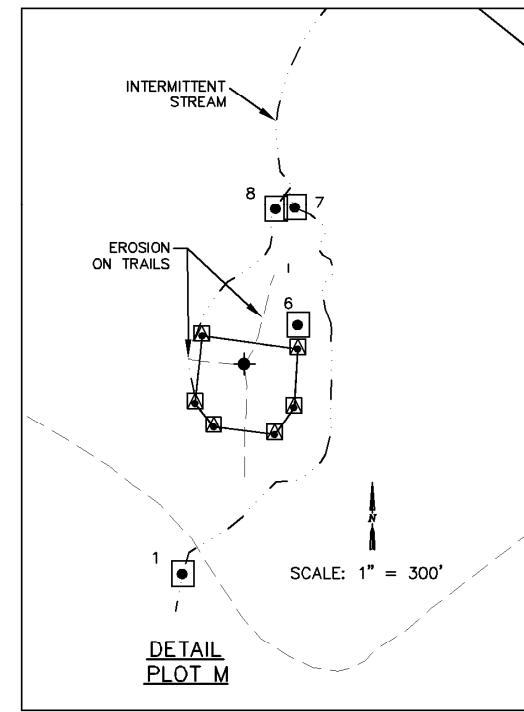 INTERMITTENT
STREAM
8
7
EROSION
ON TRAILS
6
N
1
SCALE: 1" = 300'
DETAIL
PLOT M